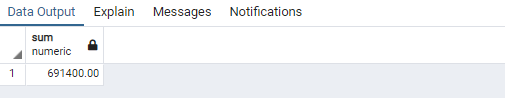 Data Output Explain Messages Notifications
sum
numeric
1 691400.00